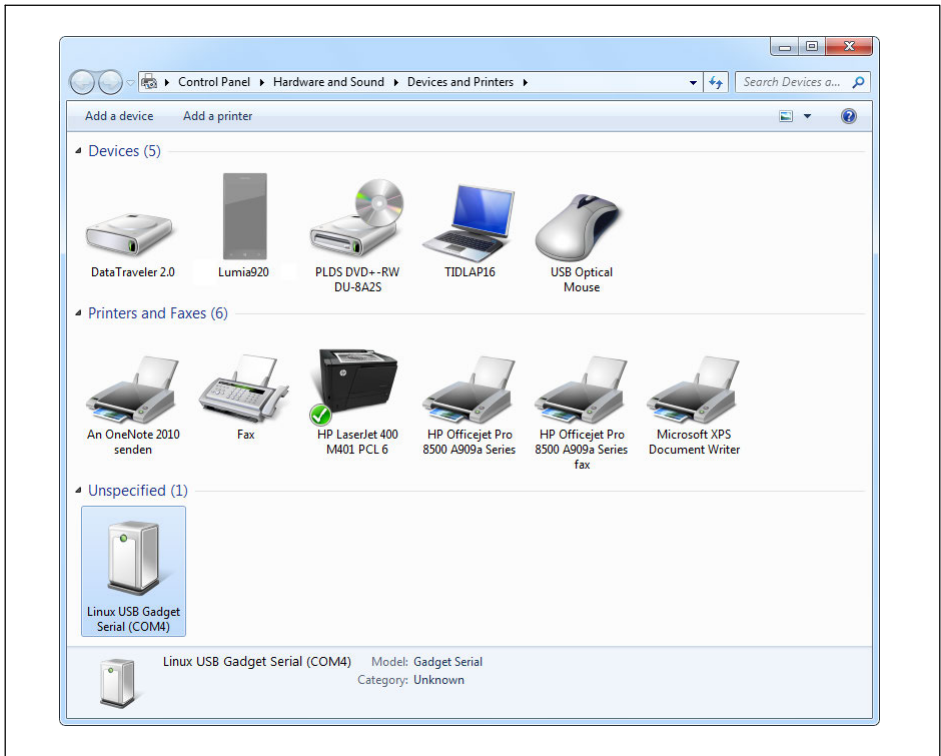 Control Panel ▸ Hardware and Sound ▸ Devices and Printers ▸
Search Devices a...
Add a device Add a printer
Devices (5)
DataTraveler 2.0
Lumia920
PLDS DVD+-RW
DU-8A2S
TIDLAP16
USB Optical
Mouse
Printers and Faxes (6)
An OneNote 2010
senden
Fax
HP LaserJet 400
M401 PCL 6
HP Officejet Pro
8500 A909a Series
HP Officejet Pro
8500 A909a Series
fax
Microsoft XPS
Document Writer
Unspecified (1)
Linux USB Gadget
Serial (COM4)
Linux USB Gadget Serial (COM4) Model: Gadget Serial
Category: Unknown